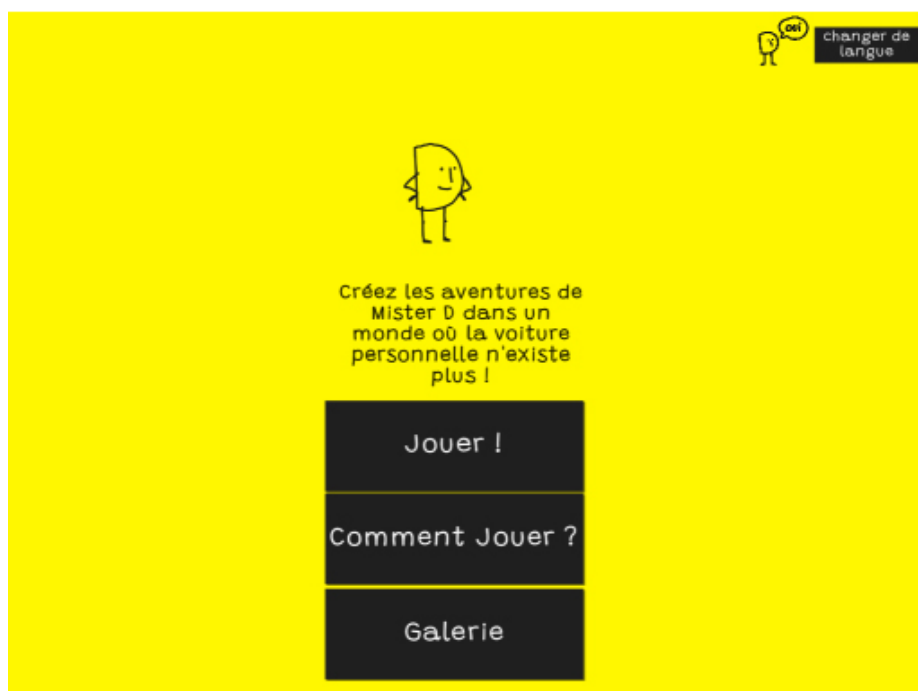 oui
changer de
langue
Créez les aventures de
Mister D dans un
monde où la voiture
personnelle n'existe
plus !
Jouer !
Comment Jouer ?
Galerie